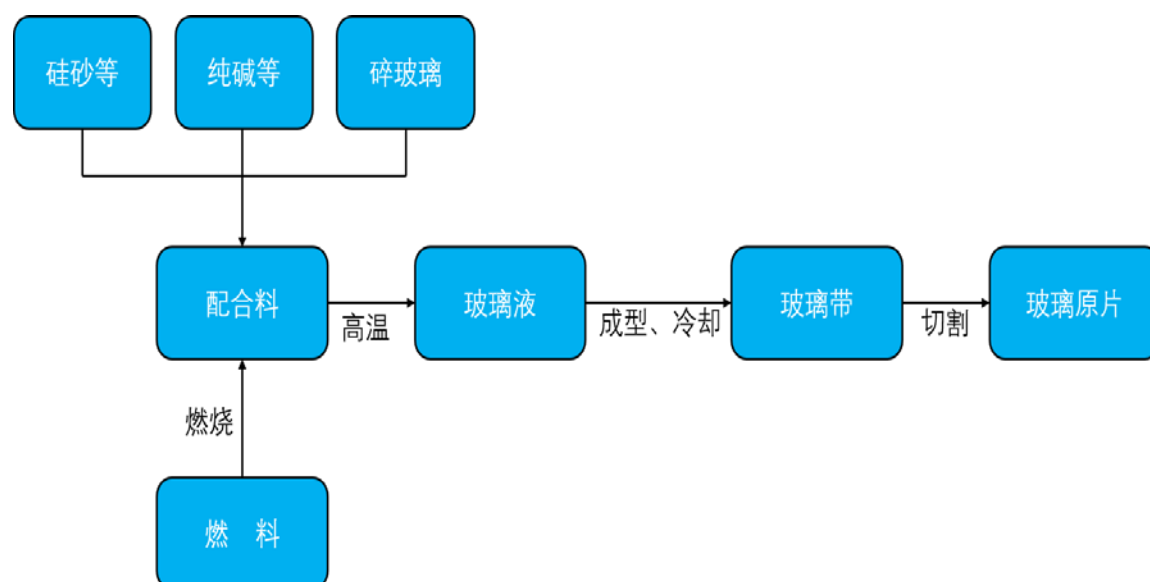 硅砂等
纯碱等
碎玻璃
配合料
高温
玻璃液
成型、冷却
玻璃带
切割
玻璃原片
燃烧
燃 料